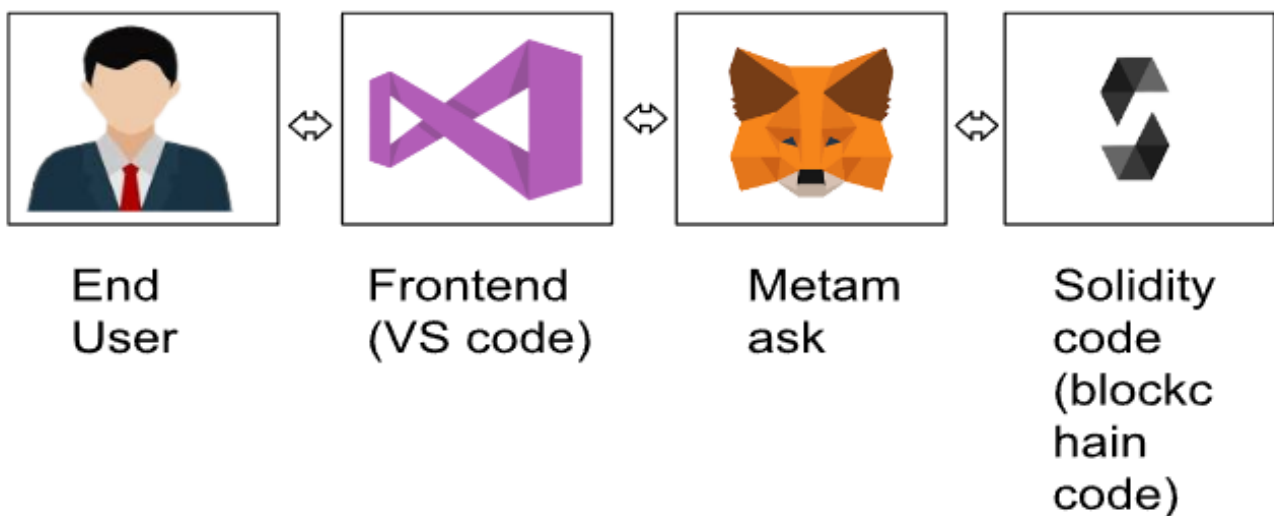 End
User
Frontend
(VS code)
Metam
ask
Solidity
code
(blockc
hain
code)